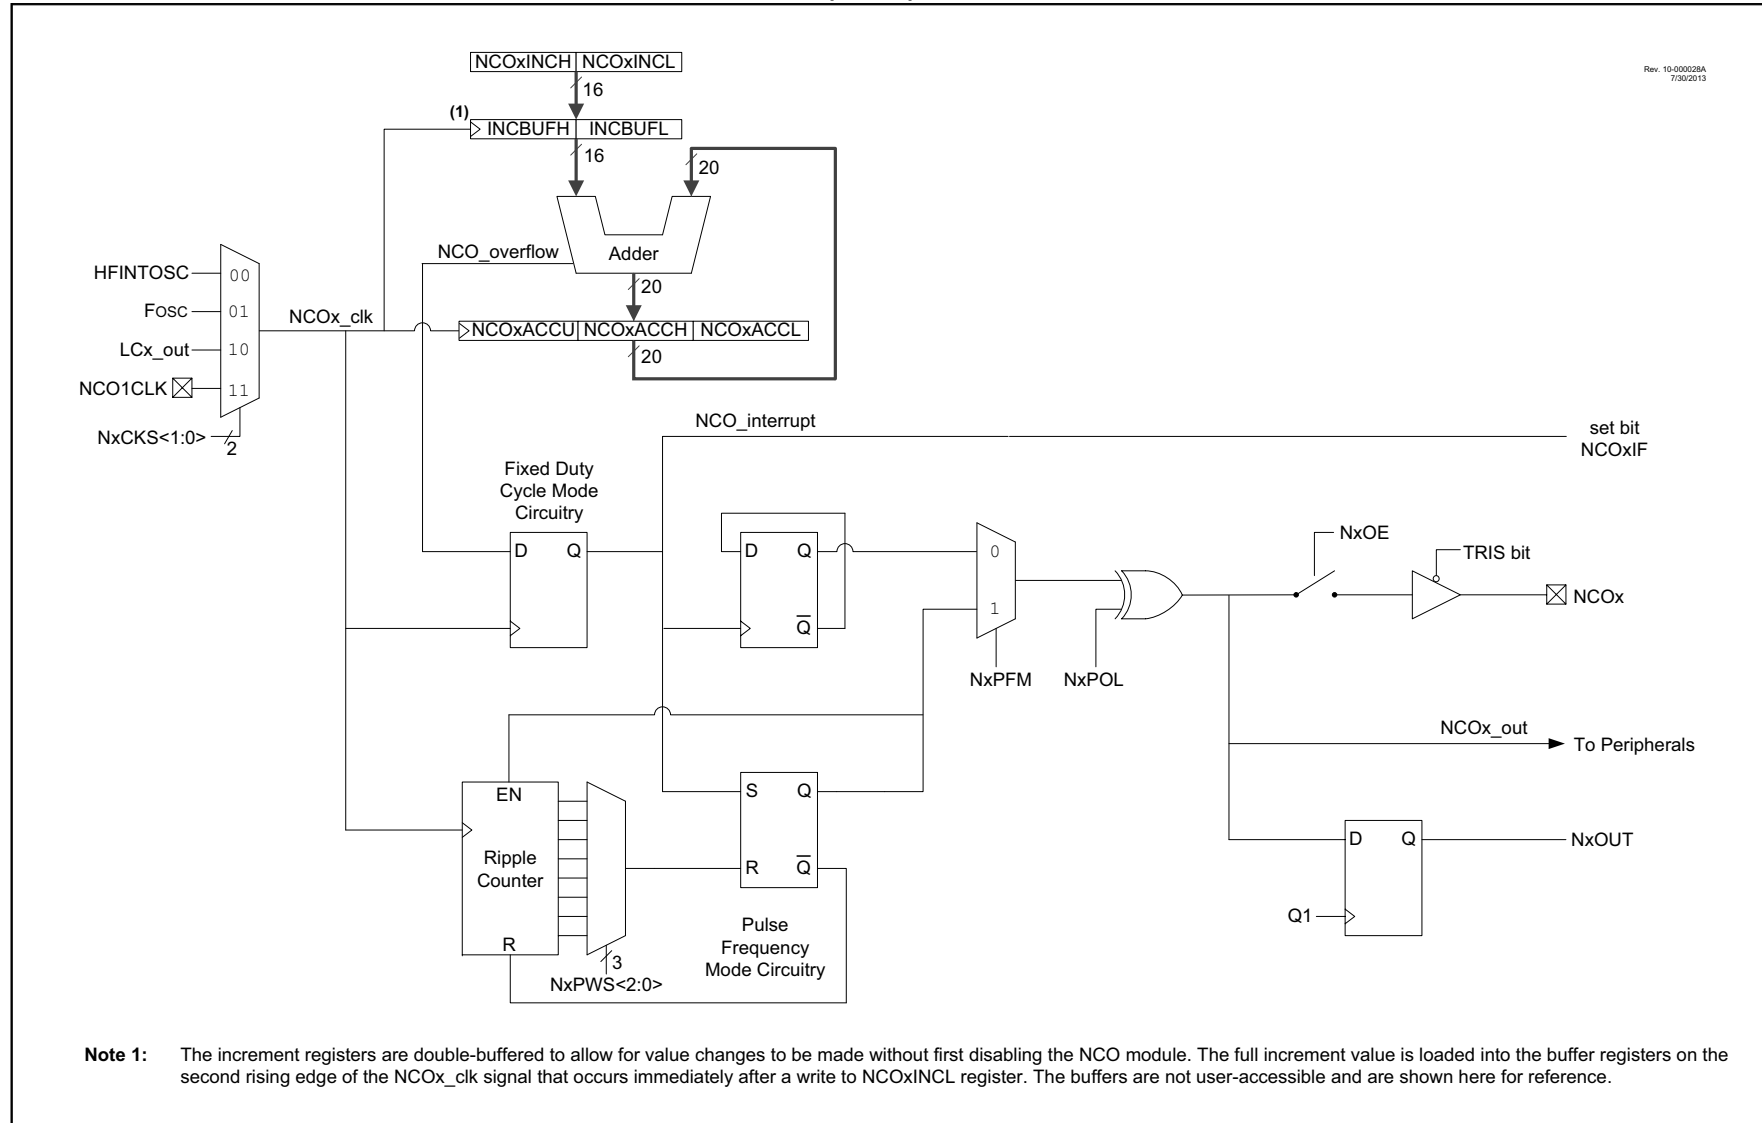 Rev. 10-000028A
7/30/2013
NCOxINCH NCOxINCL
16
(1)
INCBUFH INCBUFL
16
20
NCO_overflow
Adder
20
HFINTOSC 00
FOSC 01
LCx_out 10
NCO1CLK 11
NxCKS<1:0>
2
NCOx_clk
NCOxACCU NCOxACCH NCOxACCL
20
NCO_interrupt
set bit
NCOxIF
Fixed Duty
Cycle Mode
Circuitry
D Q
D Q
Q
0
1
NxPFM
NxPOL
NxOE
TRIS bit
NCOx
NCOx_out
To Peripherals
EN
Ripple
Counter
R
3
NxPWS<2:0>
S Q
R Q
Pulse
Frequency
Mode Circuitry
D Q
NxOUT
Q1
Note 1: The increment registers are double-buffered to allow for value changes to be made without first disabling the NCO module. The full increment value is loaded into the buffer registers on the
second rising edge of the NCOx_clk signal that occurs immediately after a write to NCOxINCL register. The buffers are not user-accessible and are shown here for reference.